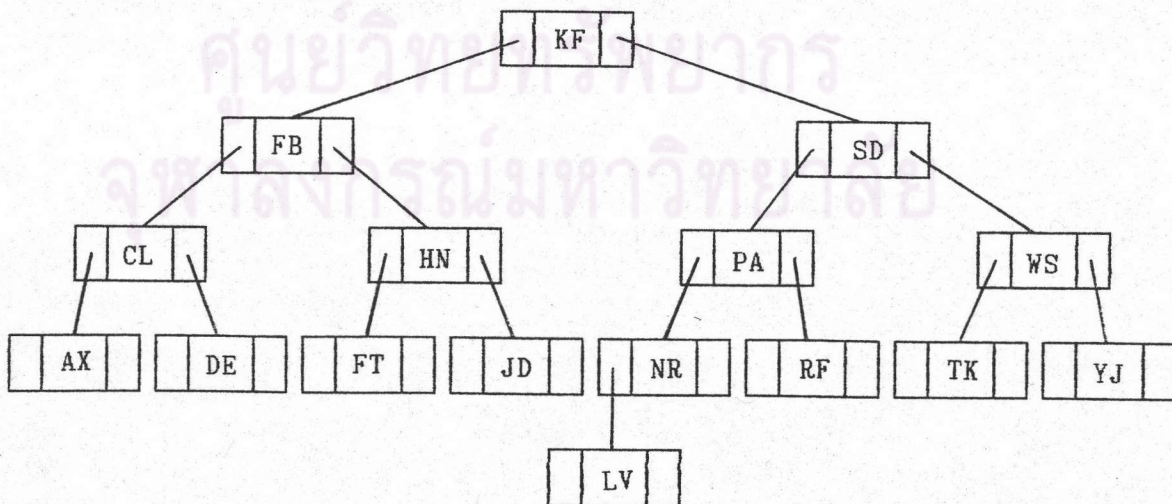 KF
ศูนย์วิทยทรัพยากร
FB SD
จุฬาลงกรณ์มหาวิทยาลัย
CL HN PA WS
AX DE FT JD NR RF TK YJ
LV